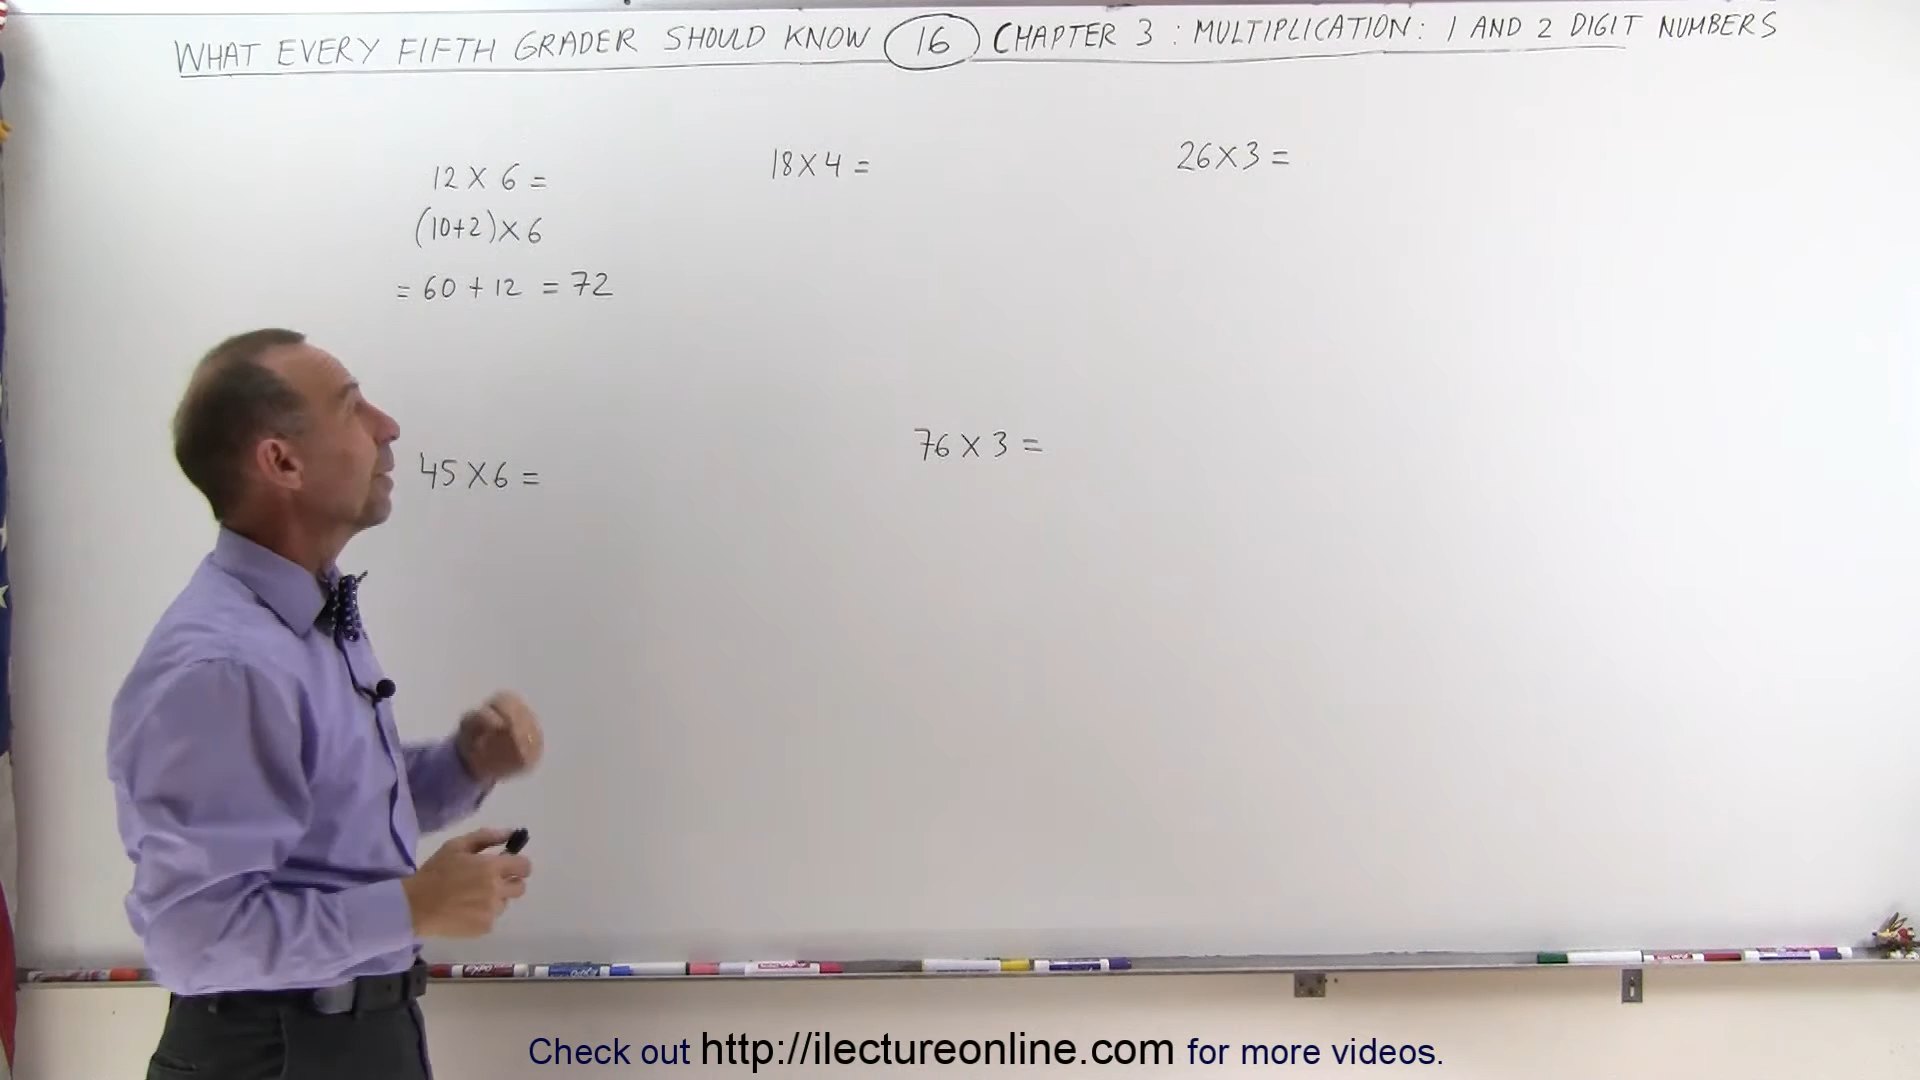 WHAT EVERY FIFTH GRADER SHOULD KNOW 16 CHAPTER 3 : MULTIPLICATION: 1 AND 2 DIGIT NUMBERS
12 X 6 =
(10+2) X 6
= 60 + 12 = 72
18 X 4 =
26 X 3 =
45 X 6 =
76 X 3 =
Check out http://ilectureonline.com for more videos.